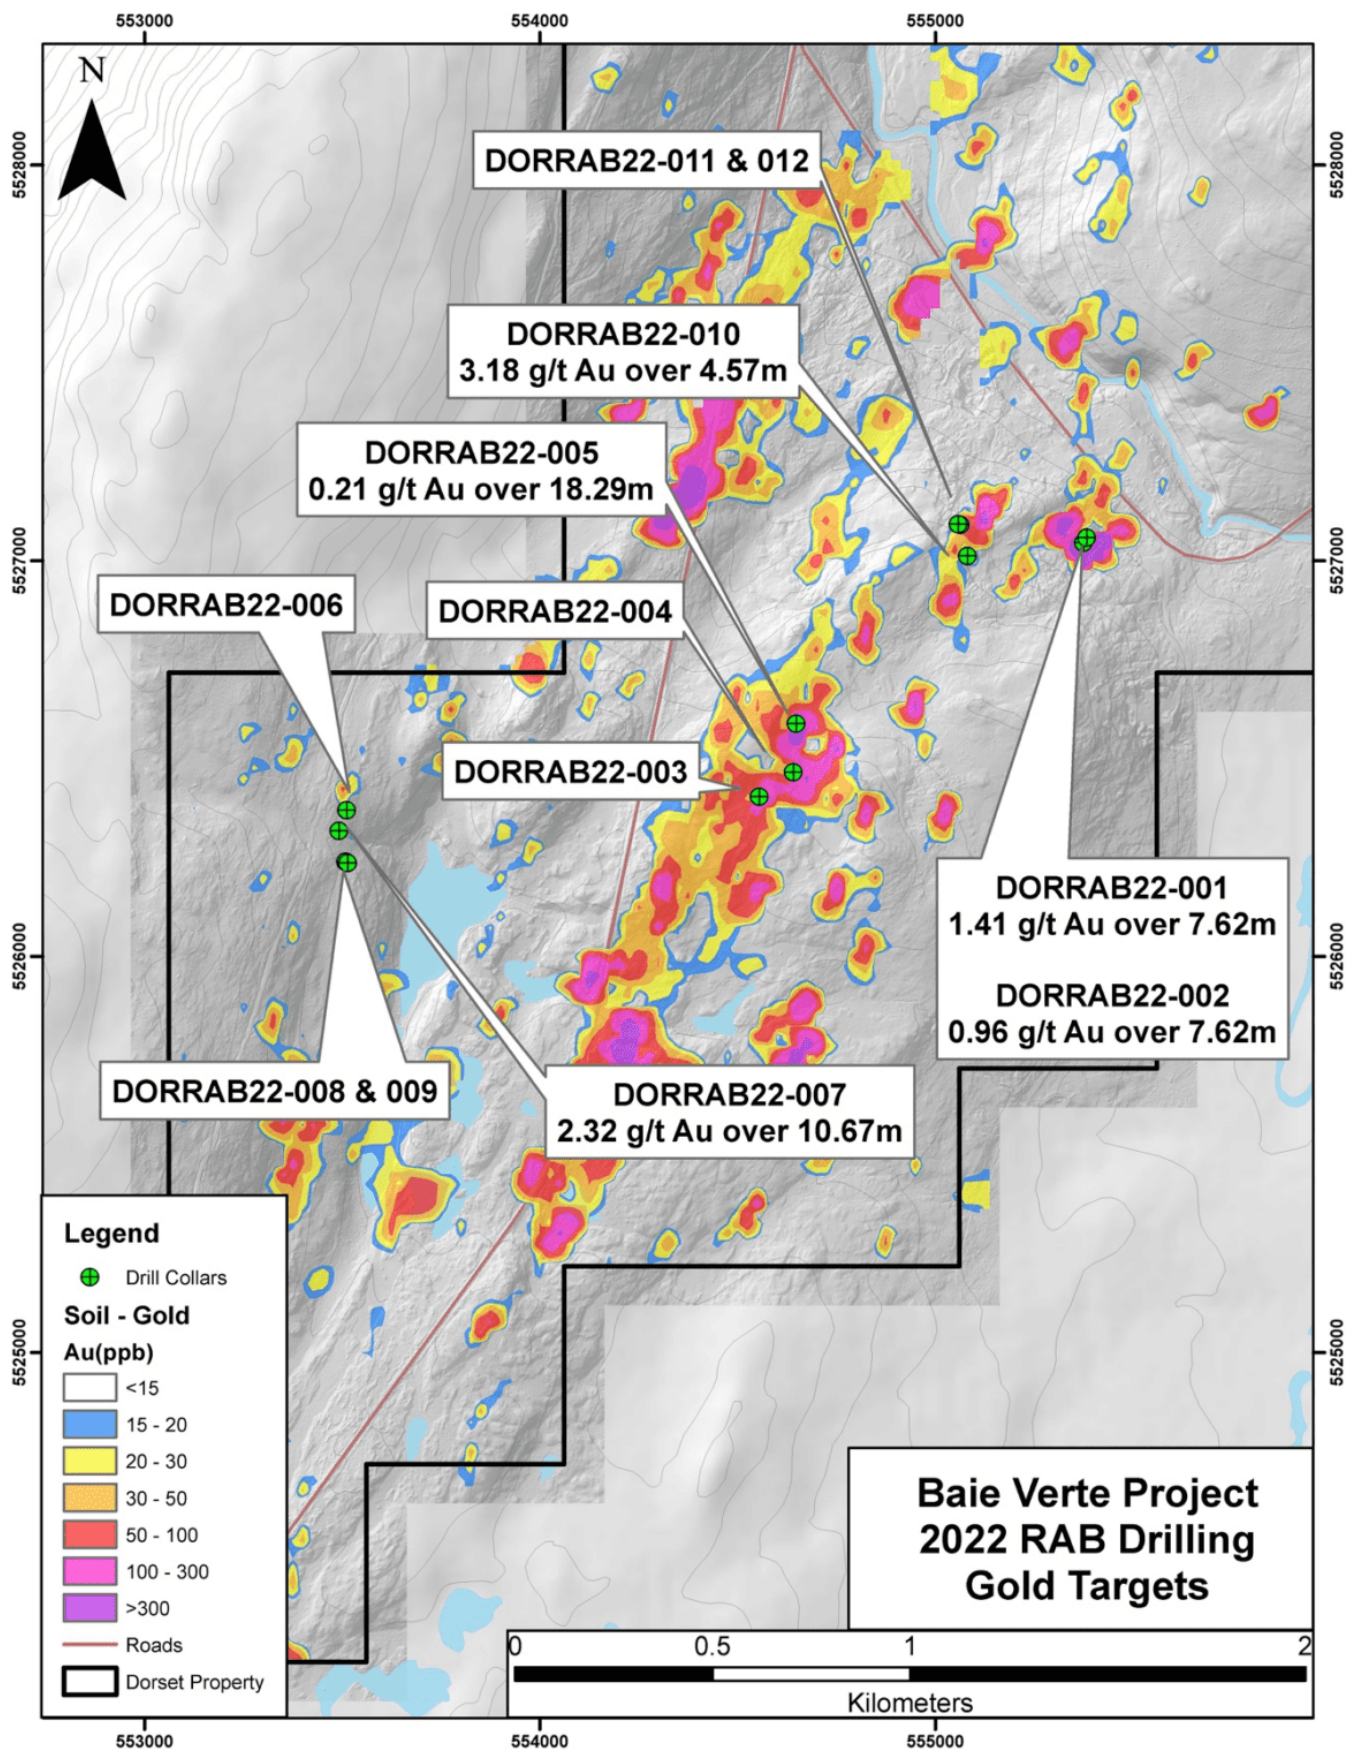 553000
554000
555000
N
5528000
5528000
DORRAB22-011 & 012
DORRAB22-010
3.18 g/t Au over 4.57m
DORRAB22-005
0.21 g/t Au over 18.29m
5527000
5527000
DORRAB22-006
DORRAB22-004
DORRAB22-003
DORRAB22-001
1.41 g/t Au over 7.62m
DORRAB22-002
0.96 g/t Au over 7.62m
5526000
5526000
DORRAB22-008 & 009
DORRAB22-007
2.32 g/t Au over 10.67m
5525000
5525000
Legend
Drill Collars
Soil - Gold
Au(ppb)
<15
15 - 20
20 - 30
30 - 50
50 - 100
100 - 300
>300
Roads
Dorset Property
Baie Verte Project
2022 RAB Drilling
Gold Targets
0 0.5 1 2
Kilometers
553000
554000
555000